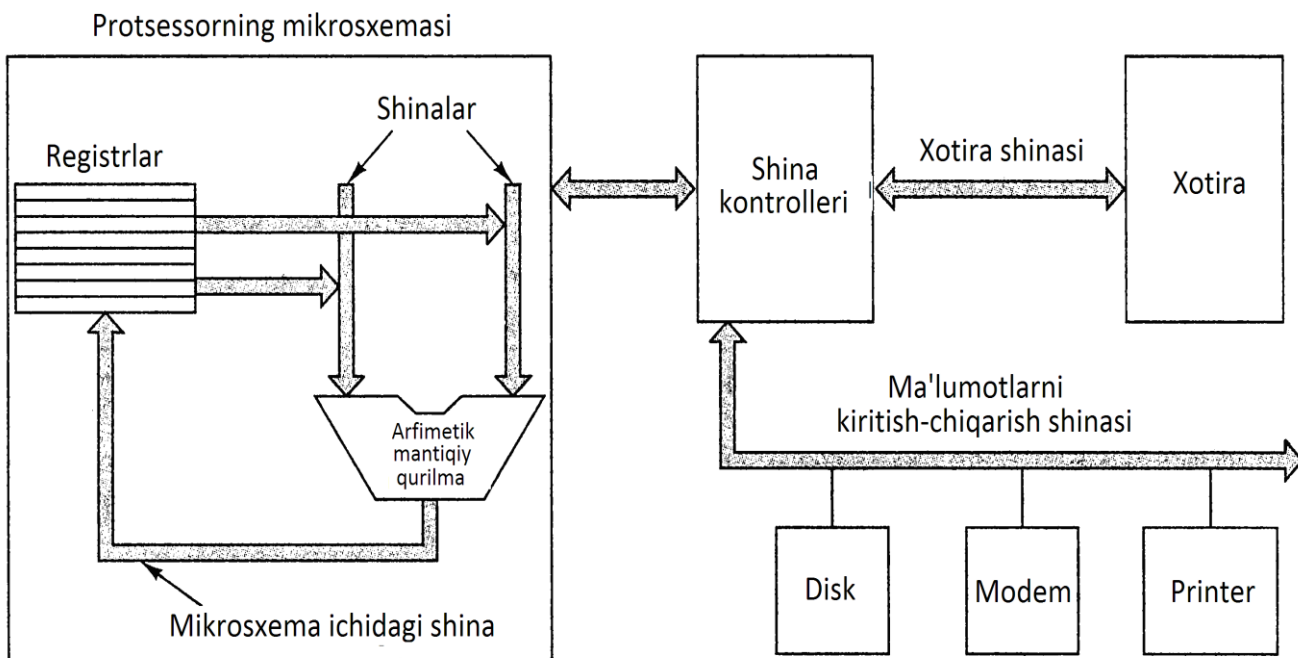 Protsessorning mikrosxemasi
Shinalar
Registrlar
Arfimetik
mantiqiy
qurilma
Mikrosxema ichidagi shina
Shina
kontrolleri
Xotira shinasi
Xotira
Ma'lumotlarni
kiritish-chiqarish shinasi
Disk
Modem
Printer